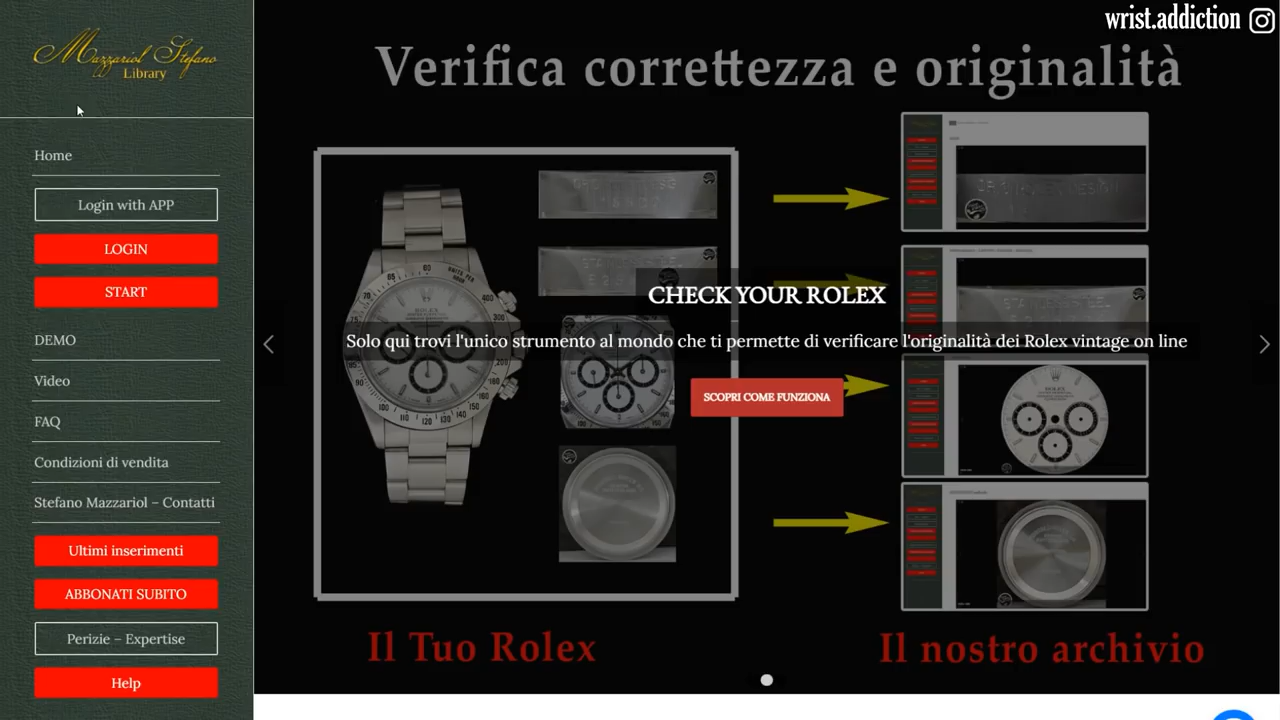 wrist.addiction
Mazzariol Stefano
Library
Home
Login with APP
LOGIN
START
DEMO
Video
FAQ
Condizioni di vendita
Stefano Mazzariol – Contatti
Ultimi inserimenti
ABBONATI SUBITO
Perizie – Expertise
Help
Verifica correttezza e originalità
CHECK YOUR ROLEX
Solo qui trovi l'unico strumento al mondo che ti permette di verificare l'originalità dei Rolex vintage on line
SCOPRI COME FUNZIONA
Il Tuo Rolex
Il nostro archivio